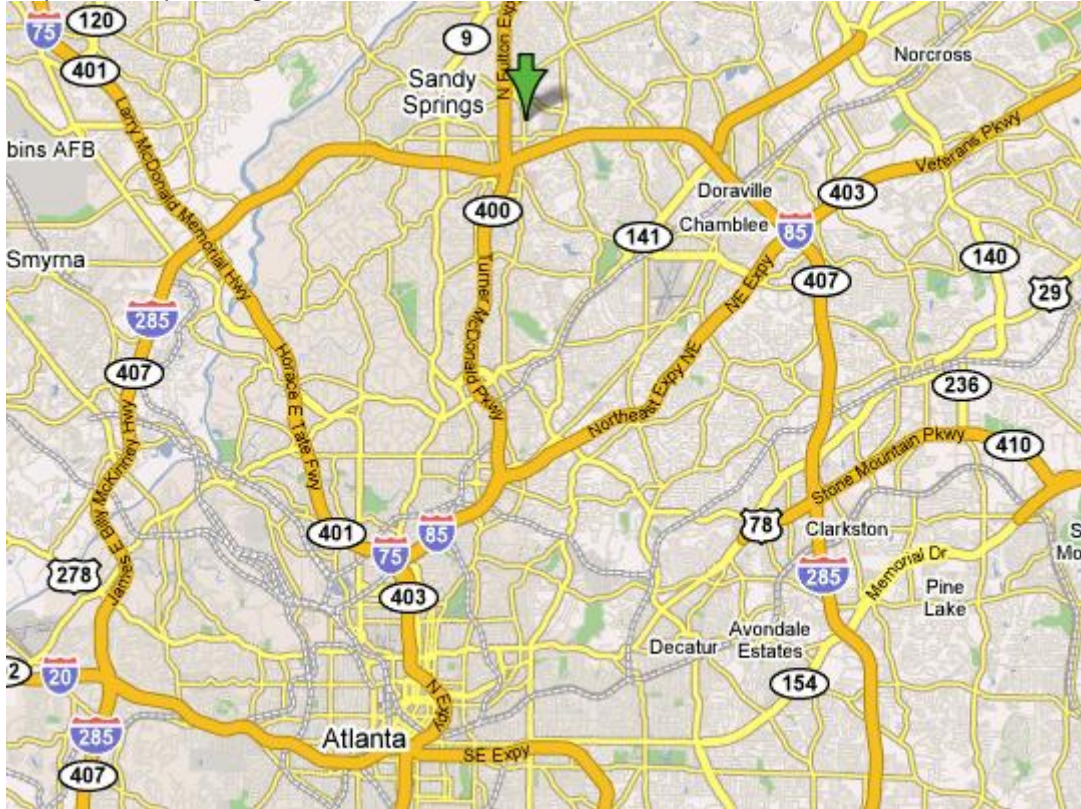 75
120
9
N Fulton Expy
Norcross
401
Sandy
Springs
Larry McDonald Memorial Hwy
bins AFB
Veterans Pkwy
Doraville
403
400
Chamblee
141
85
Smyrna
140
Turner McDonald Pkwy
NE Expy
407
29
285
Horace E Tate Fwy
407
236
Northeast Expy NE
James E Billy McKinney Hwy
Stone Mountain Pkwy
410
401
85
78
Clarkston
75
278
285
Memorial Dr
403
Pine
Lake
Avondale
Estates
Decatur
2
20
154
N Expy
285
Atlanta
SE Expy
407